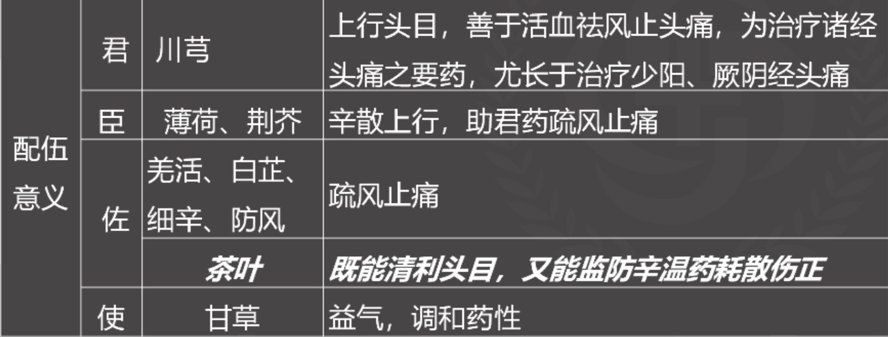 配伍
意义
君
川芎
上行头目，善于活血祛风止头痛，为治疗诸经
头痛之要药，尤长于治疗少阳、厥阴经头痛
臣
薄荷、荆芥
辛散上行，助君药疏风止痛
佐
羌活、白芷、
细辛、防风
疏风止痛
茶叶
既能清利头目，又能监防辛温药耗散伤正
使
甘草
益气，调和药性